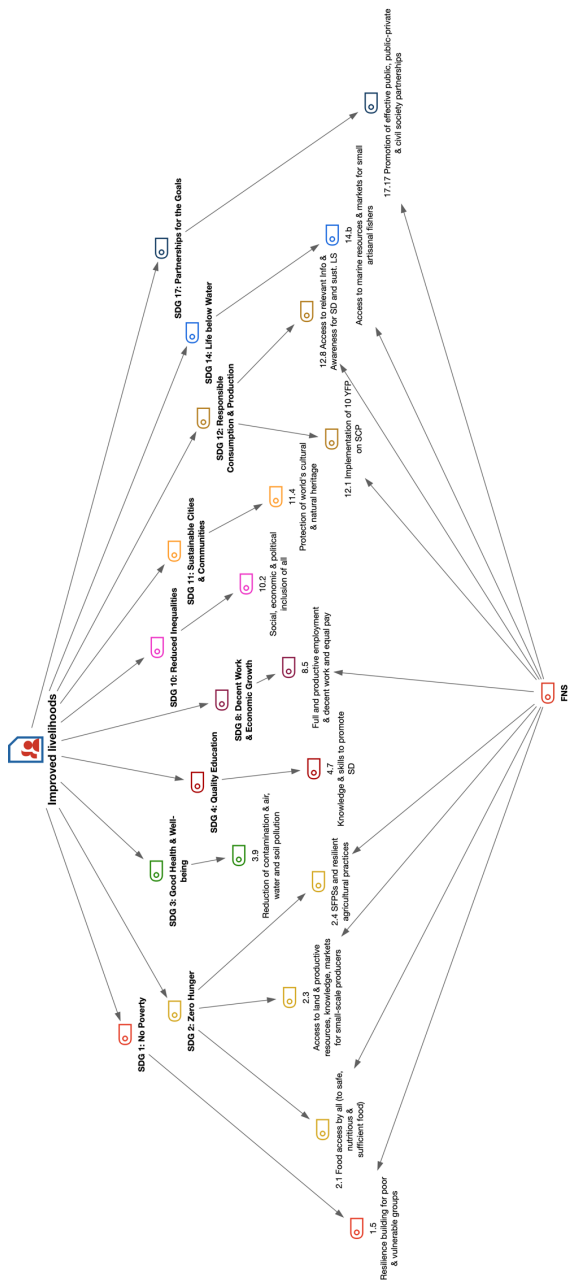 Improved livelihoods
SDG 1: No Poverty
SDG 2: Zero Hunger
SDG 3: Good Health & Well-
being
SDG 4: Quality Education
SDG 8: Decent Work
& Economic Growth
SDG 10: Reduced Inequalities
SDG 11: Sustainable Cities
& Communities
SDG 12: Responsible
Consumption & Production
SDG 14: Life below Water
SDG 17: Partnerships for the Goals
1.5
Resilience building for poor
& vulnerable groups
2.1 Food access by all (to safe,
nutritious &
sufficient food)
2.3
Access to land & productive
resources, knowledge, markets
for small-scale producers
2.4 SFPSs and resilient
agricultural practices
3.9
Reduction of contamination & air,
water and soil pollution
4.7
Knowledge & skills to promote
SD
8.5
Full and productive employment
& decent work and equal pay
10.2
Social, economic & political
inclusion of all
11.4
Protection of world's cultural
& natural heritage
12.1 Implementation of 10 YFP
on SCP
12.8 Access to relevant Info &
Awareness for SD and sust. LS
14.b
Access to marine resources & markets for small
artisanal fishers
17.17 Promotion of effective public, public-private
& civil society partnerships
FNS